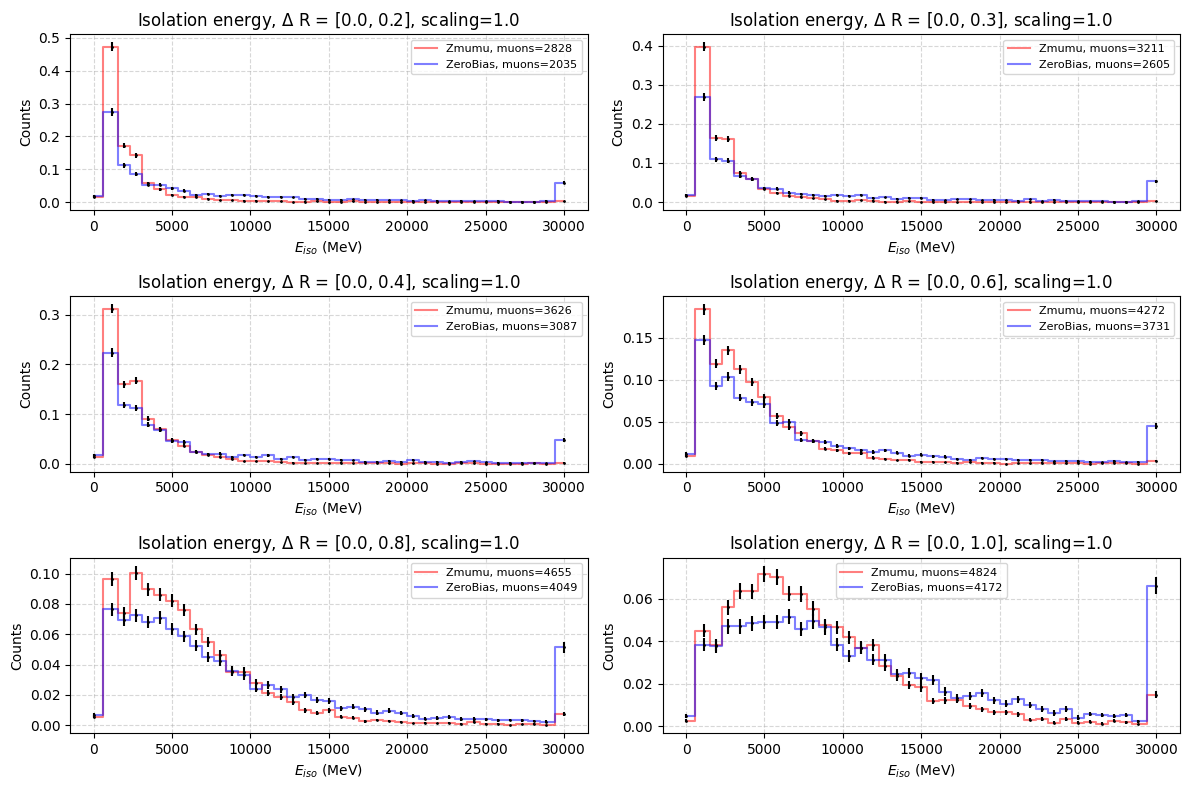 Isolation energy, Δ R = [0.0, 0.2], scaling=1.0
Counts
0.5
0.4
0.3
0.2
0.1
0.0
Zmumu, muons=2828
ZeroBias, muons=2035
0 5000 10000 15000 20000 25000 30000
E_iso (MeV)
Isolation energy, Δ R = [0.0, 0.3], scaling=1.0
Counts
0.4
0.3
0.2
0.1
0.0
Zmumu, muons=3211
ZeroBias, muons=2605
0 5000 10000 15000 20000 25000 30000
E_iso (MeV)
Isolation energy, Δ R = [0.0, 0.4], scaling=1.0
Counts
0.3
0.2
0.1
0.0
Zmumu, muons=3626
ZeroBias, muons=3087
0 5000 10000 15000 20000 25000 30000
E_iso (MeV)
Isolation energy, Δ R = [0.0, 0.6], scaling=1.0
Counts
0.15
0.10
0.05
0.00
Zmumu, muons=4272
ZeroBias, muons=3731
0 5000 10000 15000 20000 25000 30000
E_iso (MeV)
Isolation energy, Δ R = [0.0, 0.8], scaling=1.0
Counts
0.10
0.08
0.06
0.04
0.02
0.00
Zmumu, muons=4655
ZeroBias, muons=4049
0 5000 10000 15000 20000 25000 30000
E_iso (MeV)
Isolation energy, Δ R = [0.0, 1.0], scaling=1.0
Counts
0.06
0.04
0.02
0.00
Zmumu, muons=4824
ZeroBias, muons=4172
0 5000 10000 15000 20000 25000 30000
E_iso (MeV)